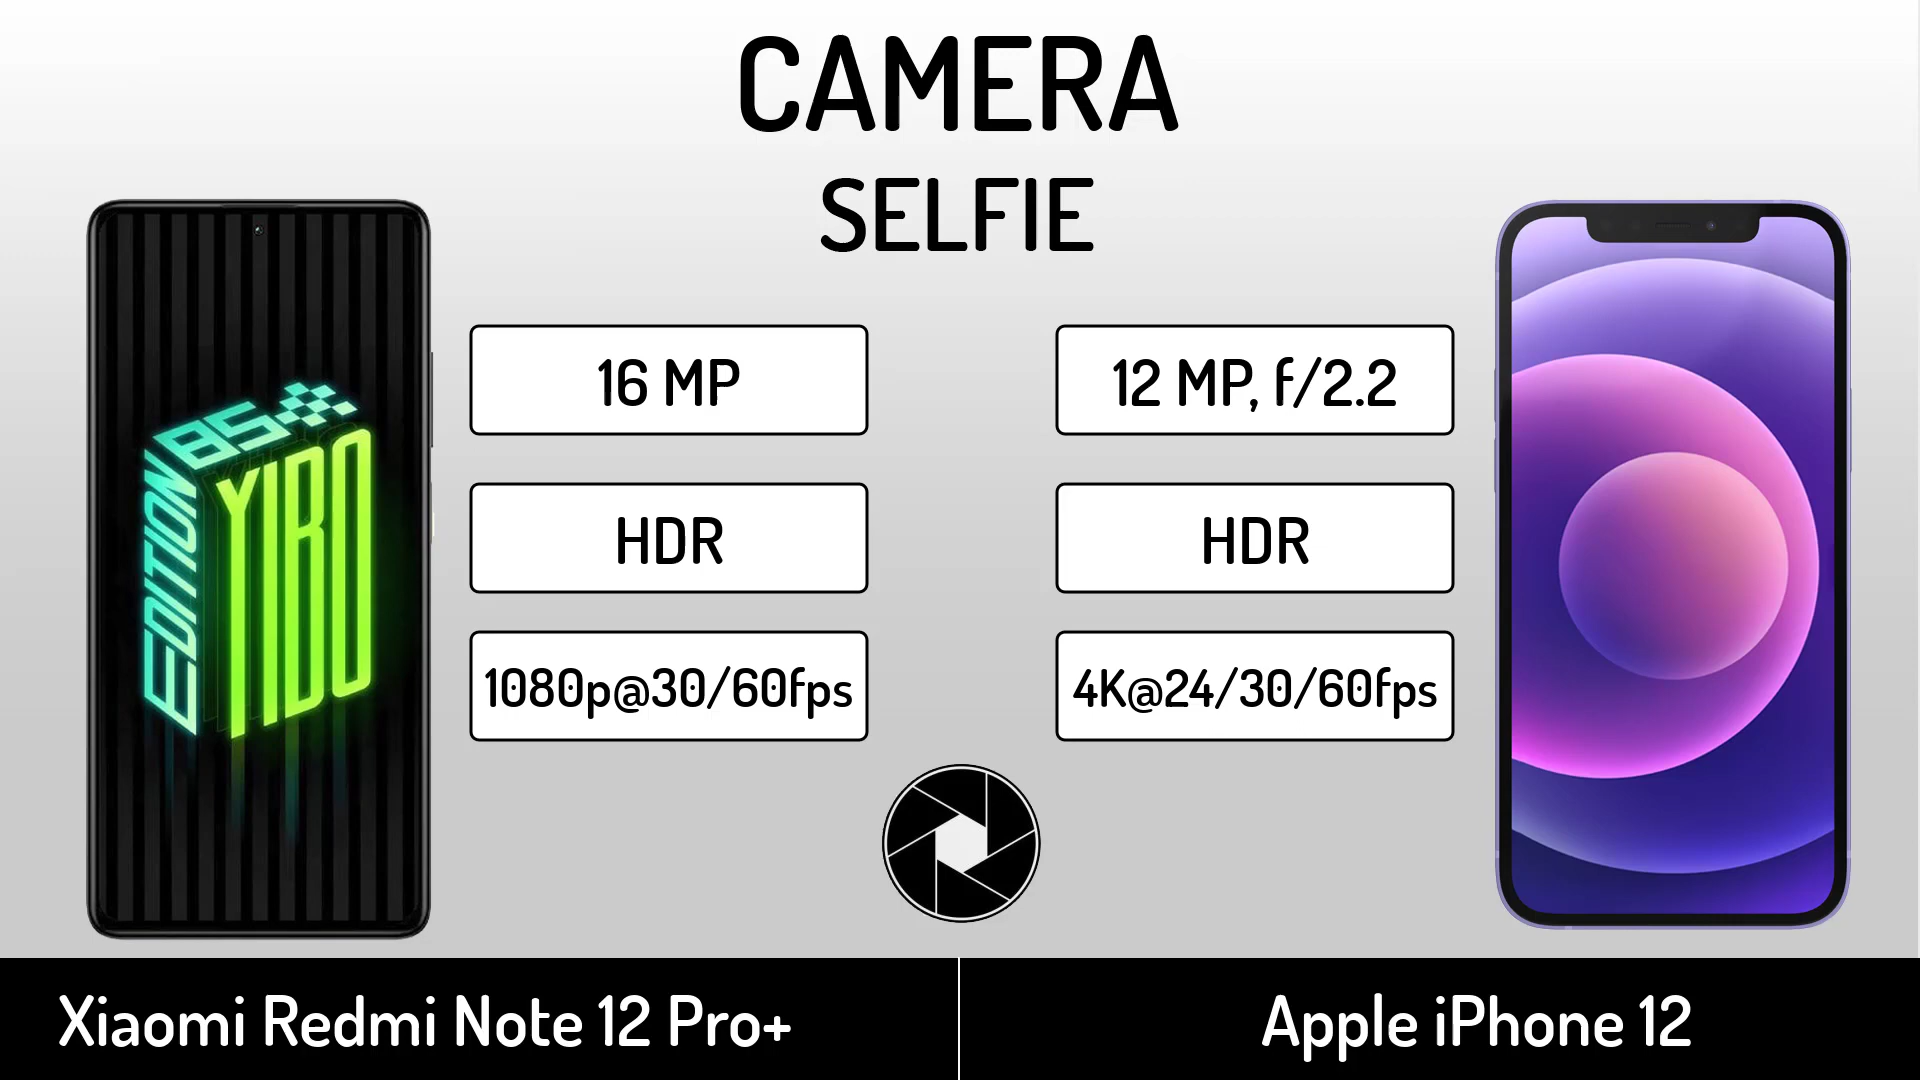 CAMERA
SELFIE
EDITION 85
YIBO
16 MP
12 MP, f/2.2
HDR
HDR
1080p@30/60fps
4K@24/30/60fps
Xiaomi Redmi Note 12 Pro+
Apple iPhone 12